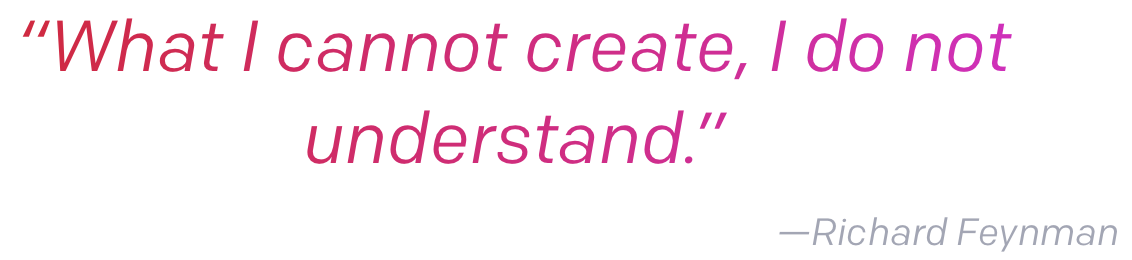 “What I cannot create, I do not
understand.”
—Richard Feynman